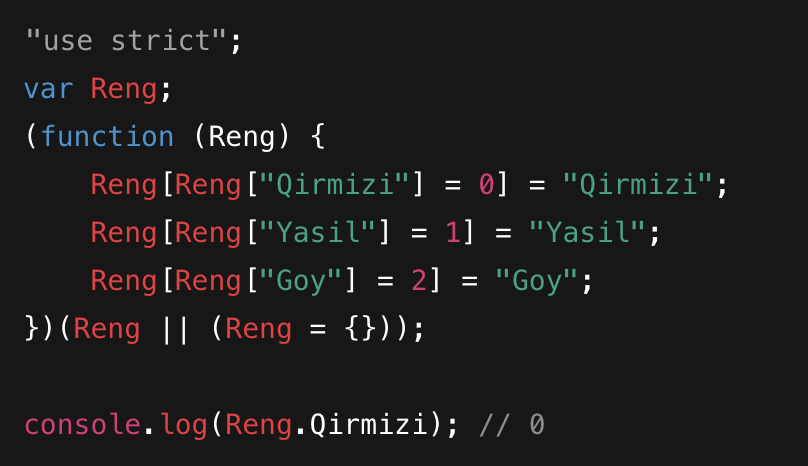 "use strict";
var Reng;
(function (Reng) {
    Reng[Reng["Qirmizi"] = 0] = "Qirmizi";
    Reng[Reng["Yasil"] = 1] = "Yasil";
    Reng[Reng["Goy"] = 2] = "Goy";
})(Reng || (Reng = {}));
console.log(Reng.Qirmizi); // 0